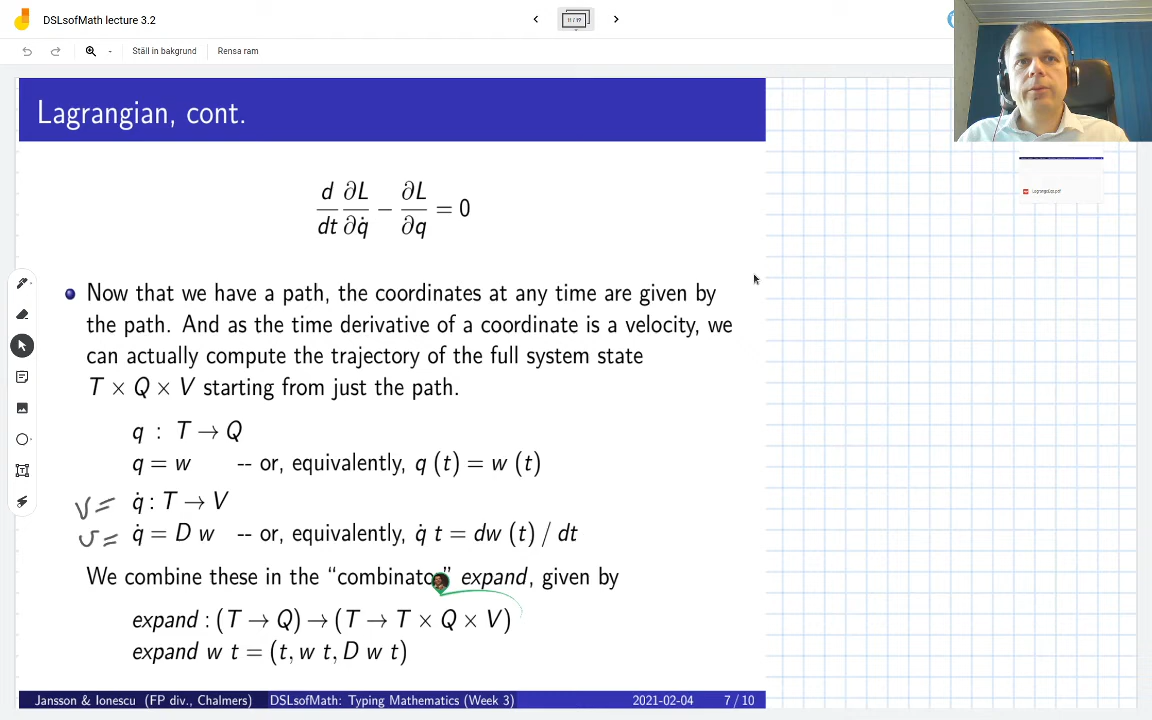 DSLsofMath lecture 3.2
11 / 17
Ställ in bakgrund
Rensa ram
Lagrangian, cont.
d/dt ∂L/∂q̇ − ∂L/∂q = 0
Now that we have a path, the coordinates at any time are given by
the path. And as the time derivative of a coordinate is a velocity, we
can actually compute the trajectory of the full system state
T × Q × V starting from just the path.
q : T → Q
q = w -- or, equivalently, q (t) = w (t)
v = q̇ : T → V
v = q̇ = D w -- or, equivalently, q̇ t = dw (t) / dt
We combine these in the “combinator” expand, given by
expand : (T → Q) → (T → T × Q × V)
expand w t = (t, w t, D w t)
Jansson & Ionescu (FP div., Chalmers) DSLsofMath: Typing Mathematics (Week 3) 2021-02-04 7 / 10